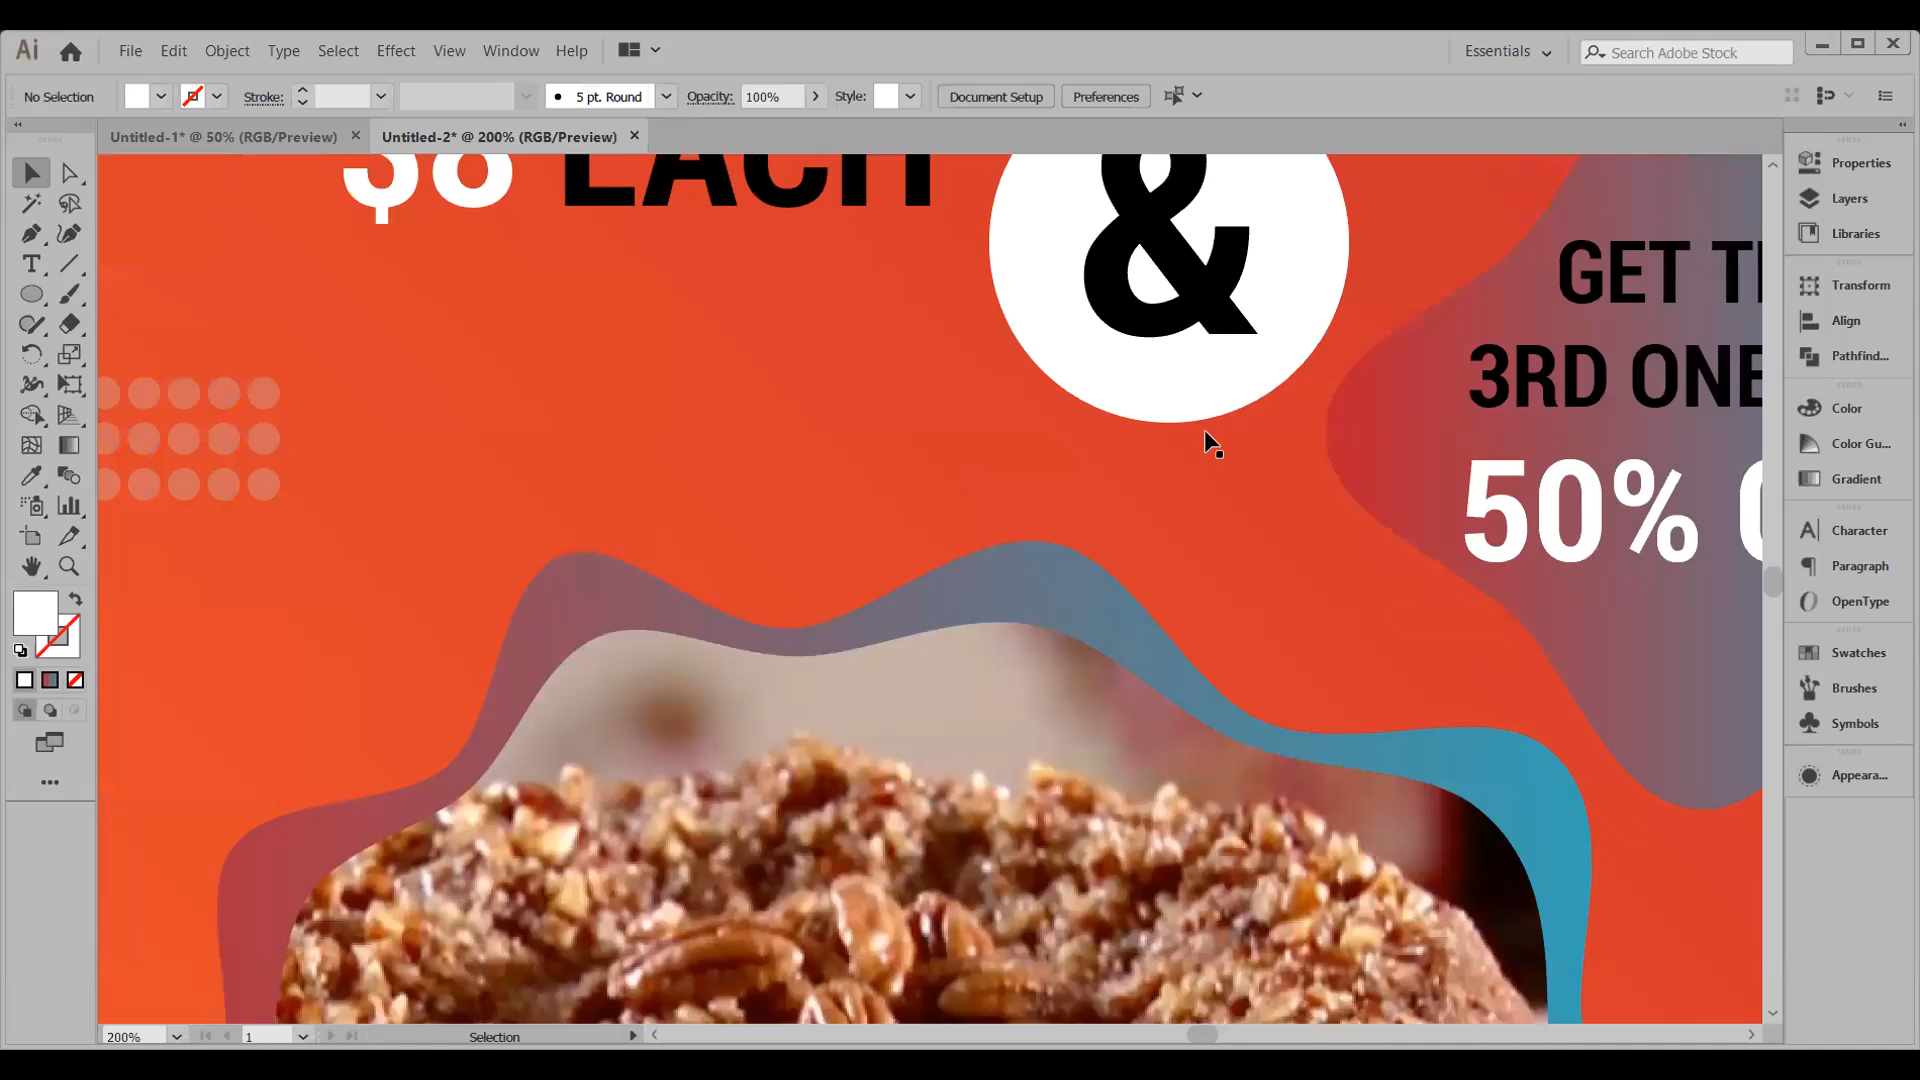 Ai
File
Edit
Object
Type
Select
Effect
View
Window
Help
Essentials
Search Adobe Stock
No Selection
Stroke:
5 pt. Round
Opacity:
100%
Style:
Document Setup
Preferences
Untitled-1* @ 50% (RGB/Preview)
Untitled-2* @ 200% (RGB/Preview)
$8 EACH
&
GET
3RD ONE
50%
Properties
Layers
Libraries
Transform
Align
Pathfind...
Color
Color Gu...
Gradient
Character
Paragraph
OpenType
Swatches
Brushes
Symbols
Appeara...
200%
1
Selection